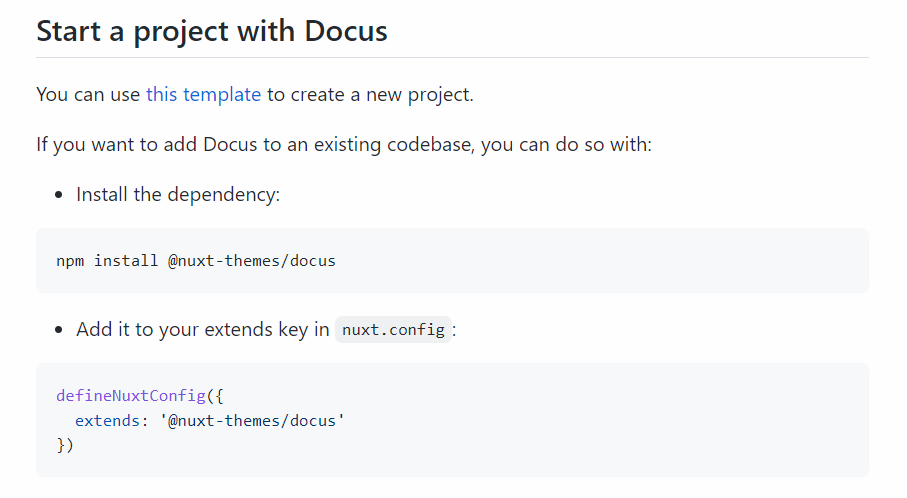 Start a project with Docus
You can use this template to create a new project.
If you want to add Docus to an existing codebase, you can do so with:
• Install the dependency:
npm install @nuxt-themes/docus
• Add it to your extends key in nuxt.config:
defineNuxtConfig({
  extends: '@nuxt-themes/docus'
})